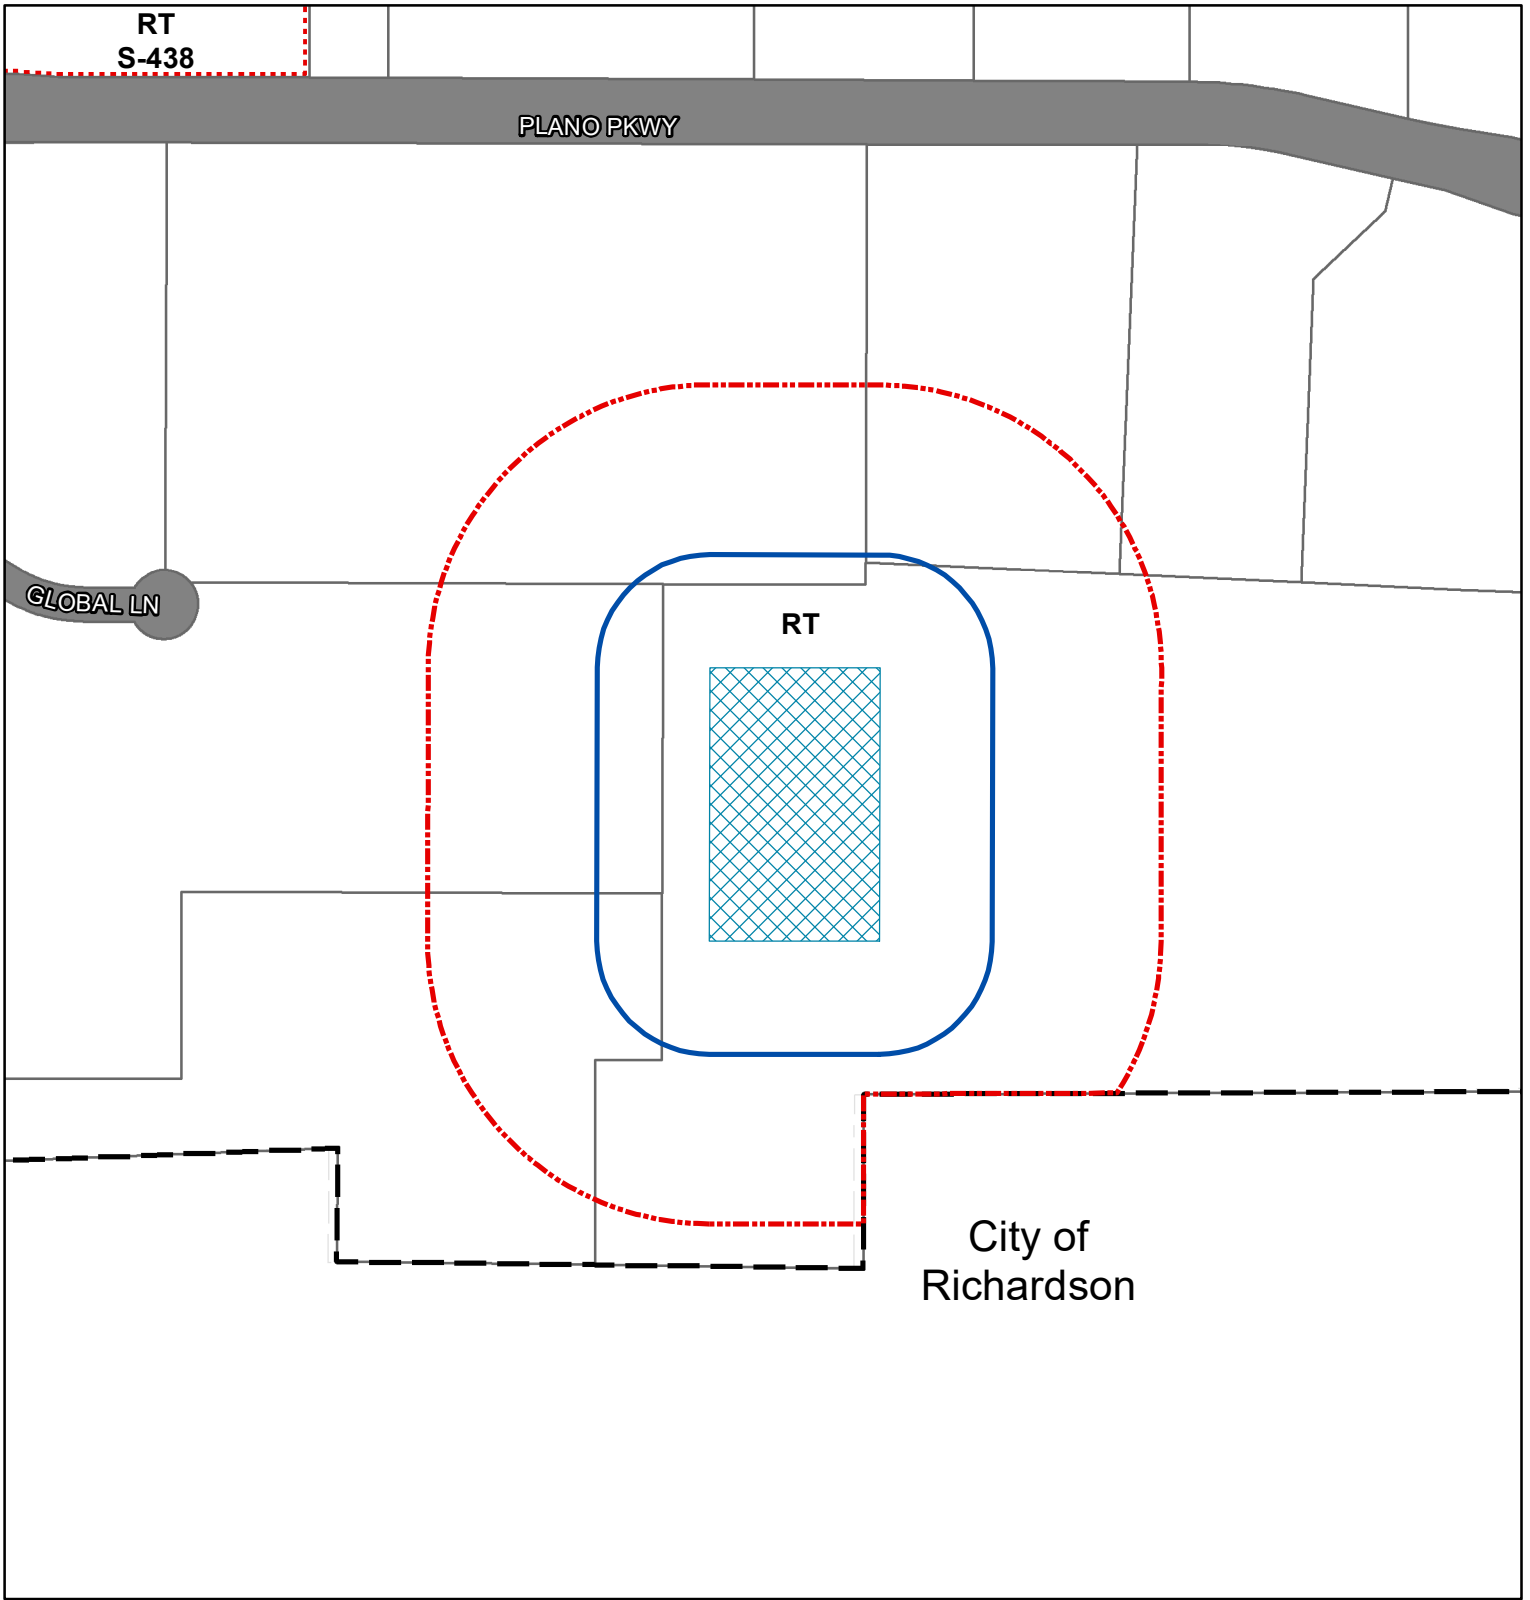 RT
S-438
PLANO PKWY
GLOBAL LN
RT
City of
Richardson